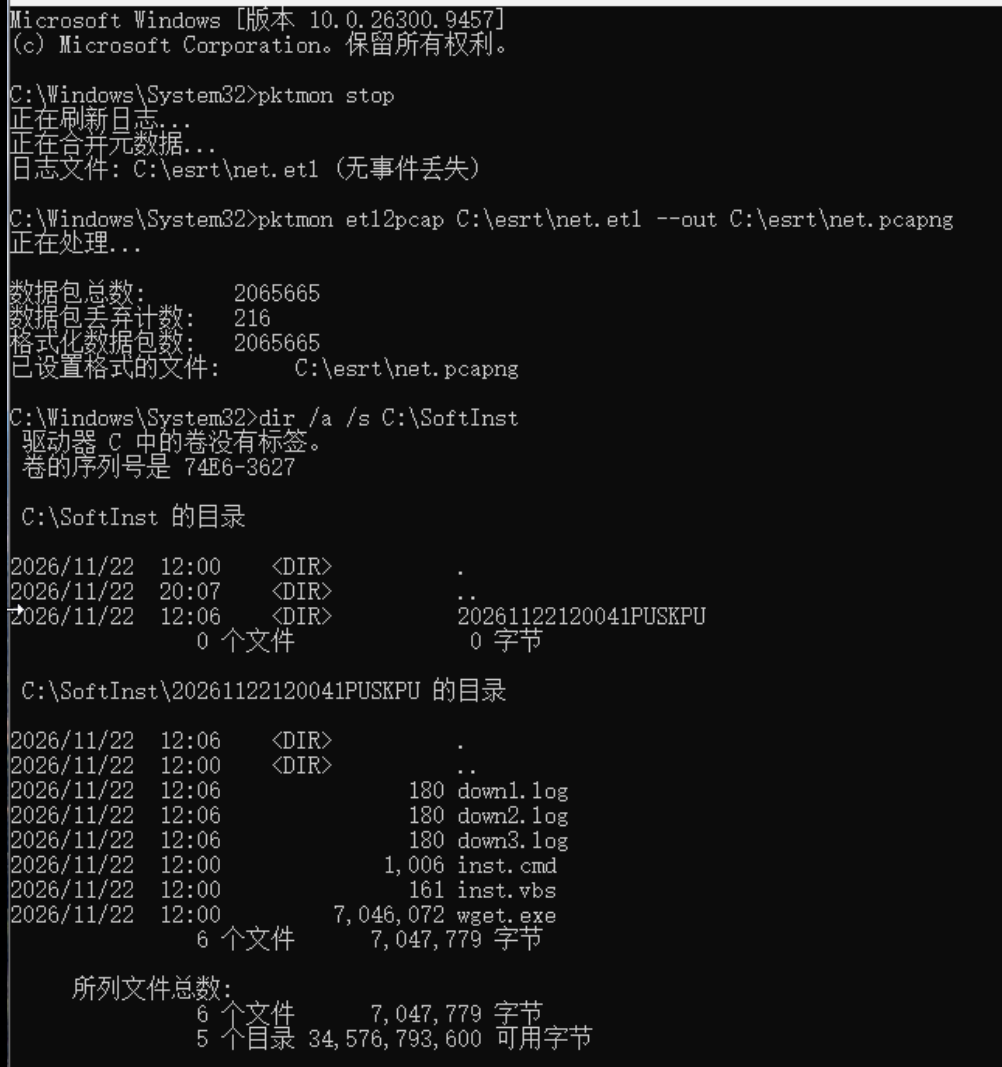 Microsoft Windows [版本 10.0.26300.9457]
(c) Microsoft Corporation。保留所有权利。
C:\Windows\System32>pktmon stop
正在刷新日志...
正在合并元数据...
日志文件: C:\esrt\net.etl (无事件丢失)
C:\Windows\System32>pktmon etl2pcap C:\esrt\net.etl --out C:\esrt\net.pcapng
正在处理...
数据包总数: 2065665
数据包丢弃计数: 216
格式化数据包数: 2065665
已设置格式的文件: C:\esrt\net.pcapng
C:\Windows\System32>dir /a /s C:\SoftInst
驱动器 C 中的卷没有标签。
卷的序列号是 74E6-3627
C:\SoftInst 的目录
2026/11/22 12:00 <DIR> .
2026/11/22 20:07 <DIR> ..
2026/11/22 12:06 <DIR> 20261122120041PUSKPU
0 个文件 0 字节
C:\SoftInst\20261122120041PUSKPU 的目录
2026/11/22 12:06 <DIR> .
2026/11/22 12:00 <DIR> ..
2026/11/22 12:06 180 down1.log
2026/11/22 12:06 180 down2.log
2026/11/22 12:06 180 down3.log
2026/11/22 12:00 1,006 inst.cmd
2026/11/22 12:00 161 inst.vbs
2026/11/22 12:00 7,046,072 wget.exe
6 个文件 7,047,779 字节
所列文件总数:
6 个文件 7,047,779 字节
5 个目录 34,576,793,600 可用字节